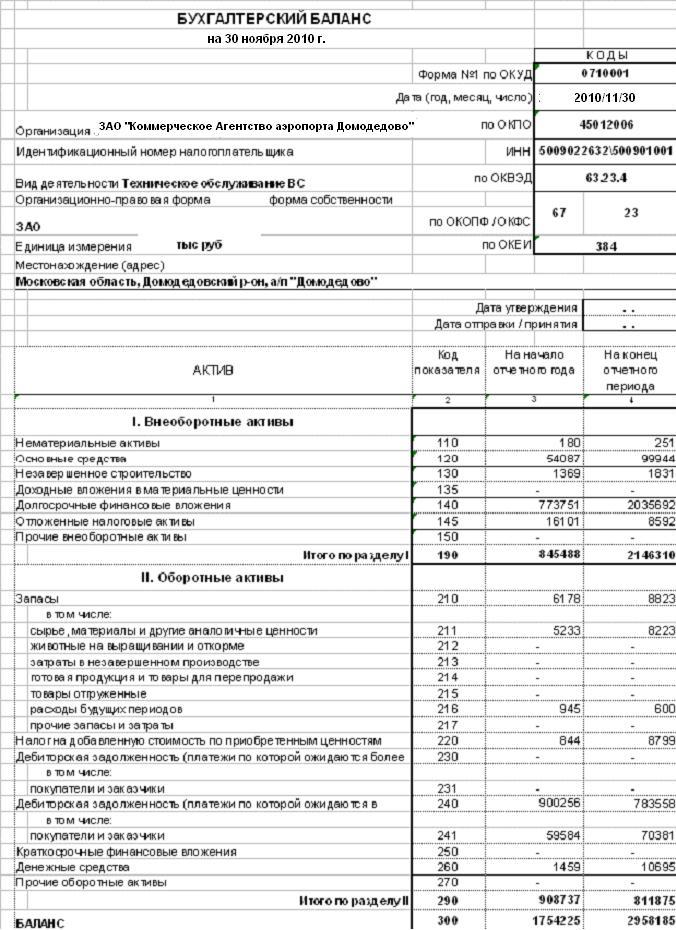 БУХГАЛТЕРСКИЙ БАЛАНС
на 30 ноября 2010 г.
КОДЫ
Форма №1 по ОКУД 0710001
Дата (год, месяц, число) 2010/11/30
Организация ЗАО "Коммерческое Агентство аэропорта Домодедово" по ОКПО 45012006
Идентификационный номер налогоплательщика ИНН 5009022632\500901001
Вид деятельности Техническое обслуживание ВС по ОКВЭД 63.23.4
Организационно-правовая форма форма собственности
ЗАО по ОКОПФ/ОКФС 67 23
Единица измерения тыс руб по ОКЕИ 384
Местонахождение (адрес)
Московская область, Домодедовский р-он, а/п "Домодедово"
Дата утверждения . .
Дата отправки / принятия . .
АКТИВ Код показателя На начало отчетного года На конец отчетного периода
1 2 3 4
I. Внеоборотные активы
Нематериальные активы 110 180 251
Основные средства 120 54087 99944
Незавершенное строительство 130 1369 1831
Доходные вложения в материальные ценности 135 - -
Долгосрочные финансовые вложения 140 773751 2035692
Отложенные налоговые активы 145 16101 8592
Прочие внеоборотные активы 150 - -
Итого по разделу I 190 845488 2146310
II. Оборотные активы
Запасы 210 6178 8823
в том числе:
сырье, материалы и другие аналогичные ценности 211 5233 8223
животные на выращивании и откорме 212 - -
затраты в незавершенном производстве 213 - -
готовая продукция и товары для перепродажи 214 - -
товары отгруженные 215 - -
расходы будущих периодов 216 945 600
прочие запасы и затраты 217 - -
Налог на добавленную стоимость по приобретенным ценностям 220 844 8799
Дебиторская задолженность (платежи по которой ожидаются более 230 - -
в том числе:
покупатели и заказчики 231 - -
Дебиторская задолженность (платежи по которой ожидаются в 240 900256 783558
в том числе:
покупатели и заказчики 241 59584 70381
Краткосрочные финансовые вложения 250 - -
Денежные средства 260 1459 10695
Прочие оборотные активы 270 - -
Итого по разделу II 290 908737 811875
БАЛАНС 300 1754225 2958185